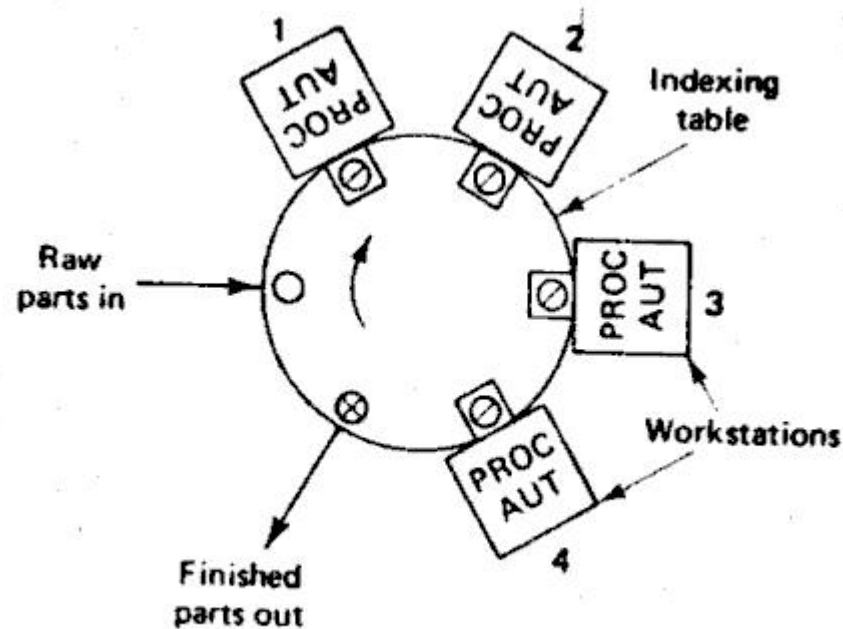 1
PROC
AUT
2
PROC
AUT
Indexing
table
Raw
parts in
PROC
AUT
3
Workstations
PROC
AUT
4
Finished
parts out